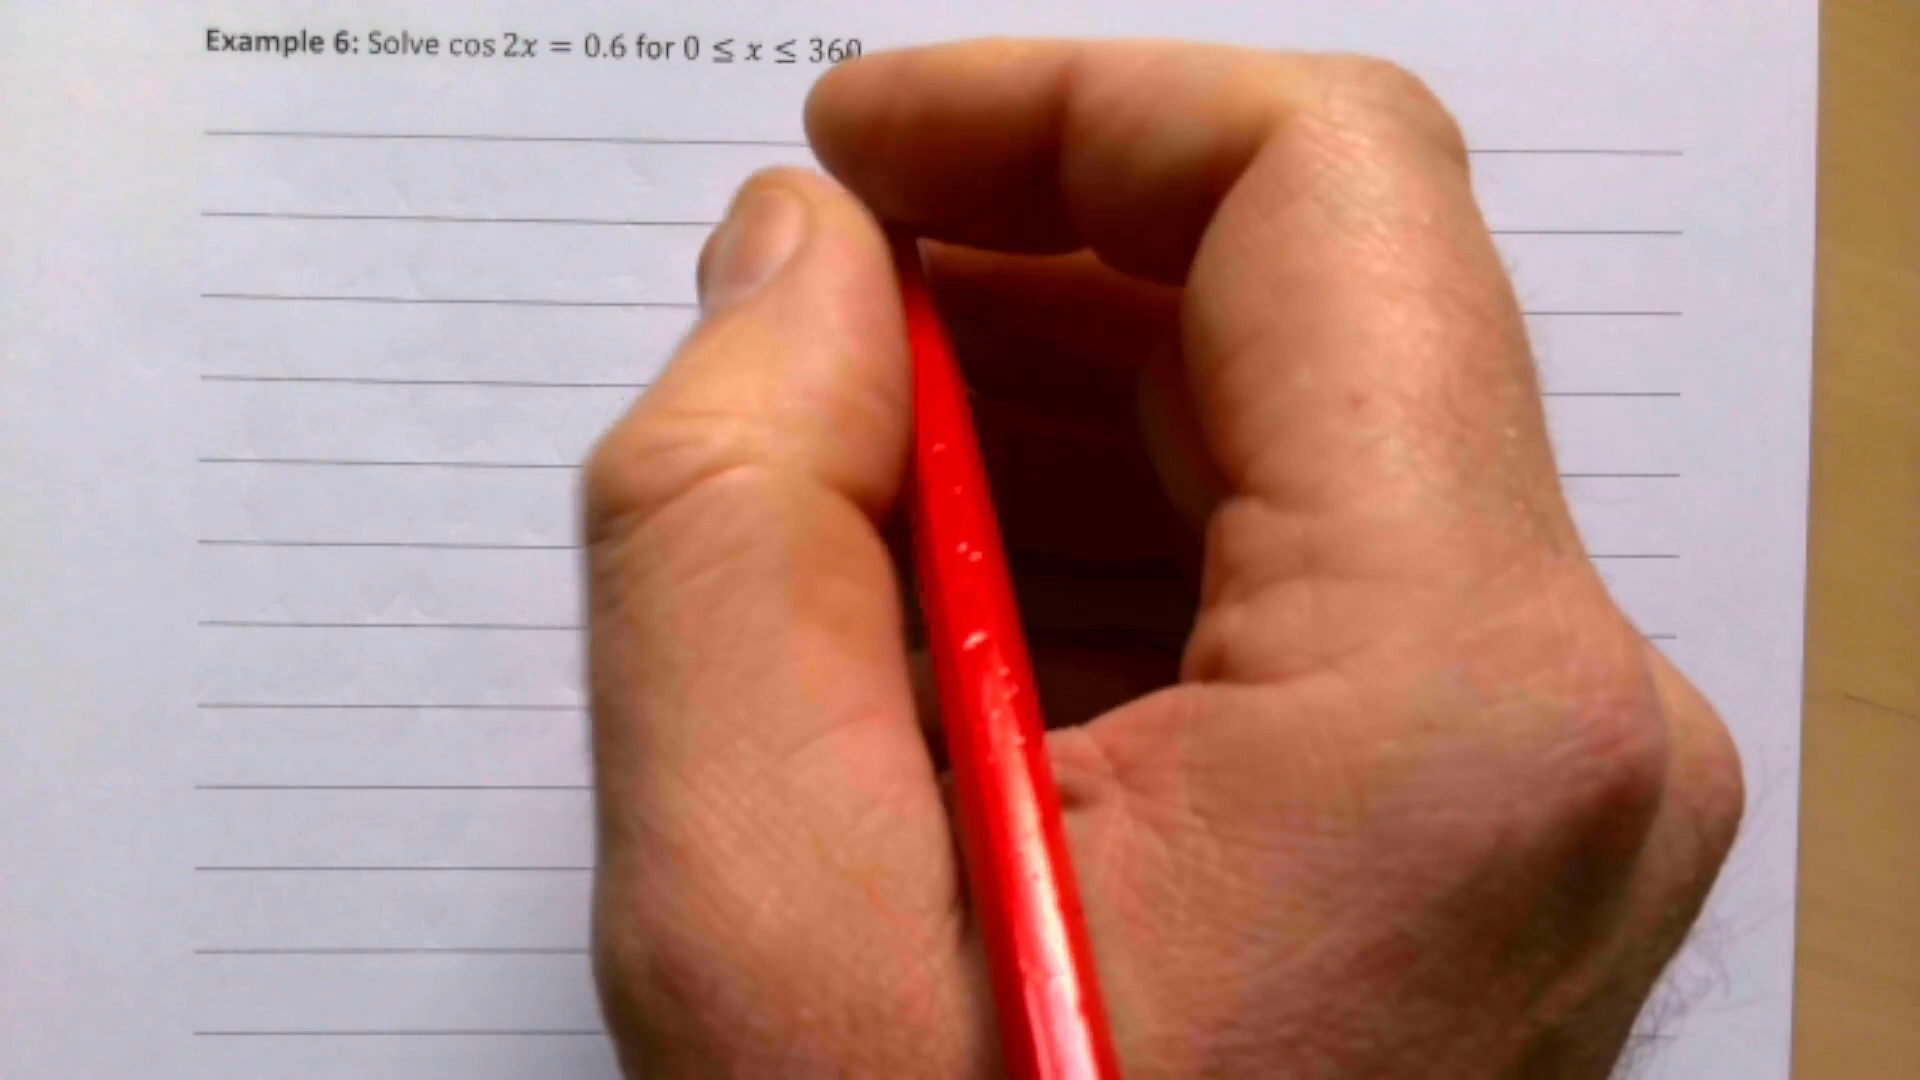 Example 6: Solve cos 2x = 0.6 for 0 ≤ x ≤ 360